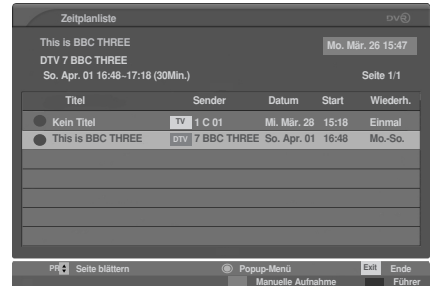 Zeitplanliste
This is BBC THREE
Mo. Mär. 26 15:47
DTV 7 BBC THREE
So. Apr. 01 16:48~17:18 (30Min.)
Seite 1/1
Titel Sender Datum Start Wiederh.
Kein Titel TV 1 C 01 Mi. Mär. 28 15:18 Einmal
This is BBC THREE DTV 7 BBC THREE So. Apr. 01 16:48 Mo.-So.
PR Seite blättern Popup-Menü Exit Ende
Manuelle Aufnahme Führer